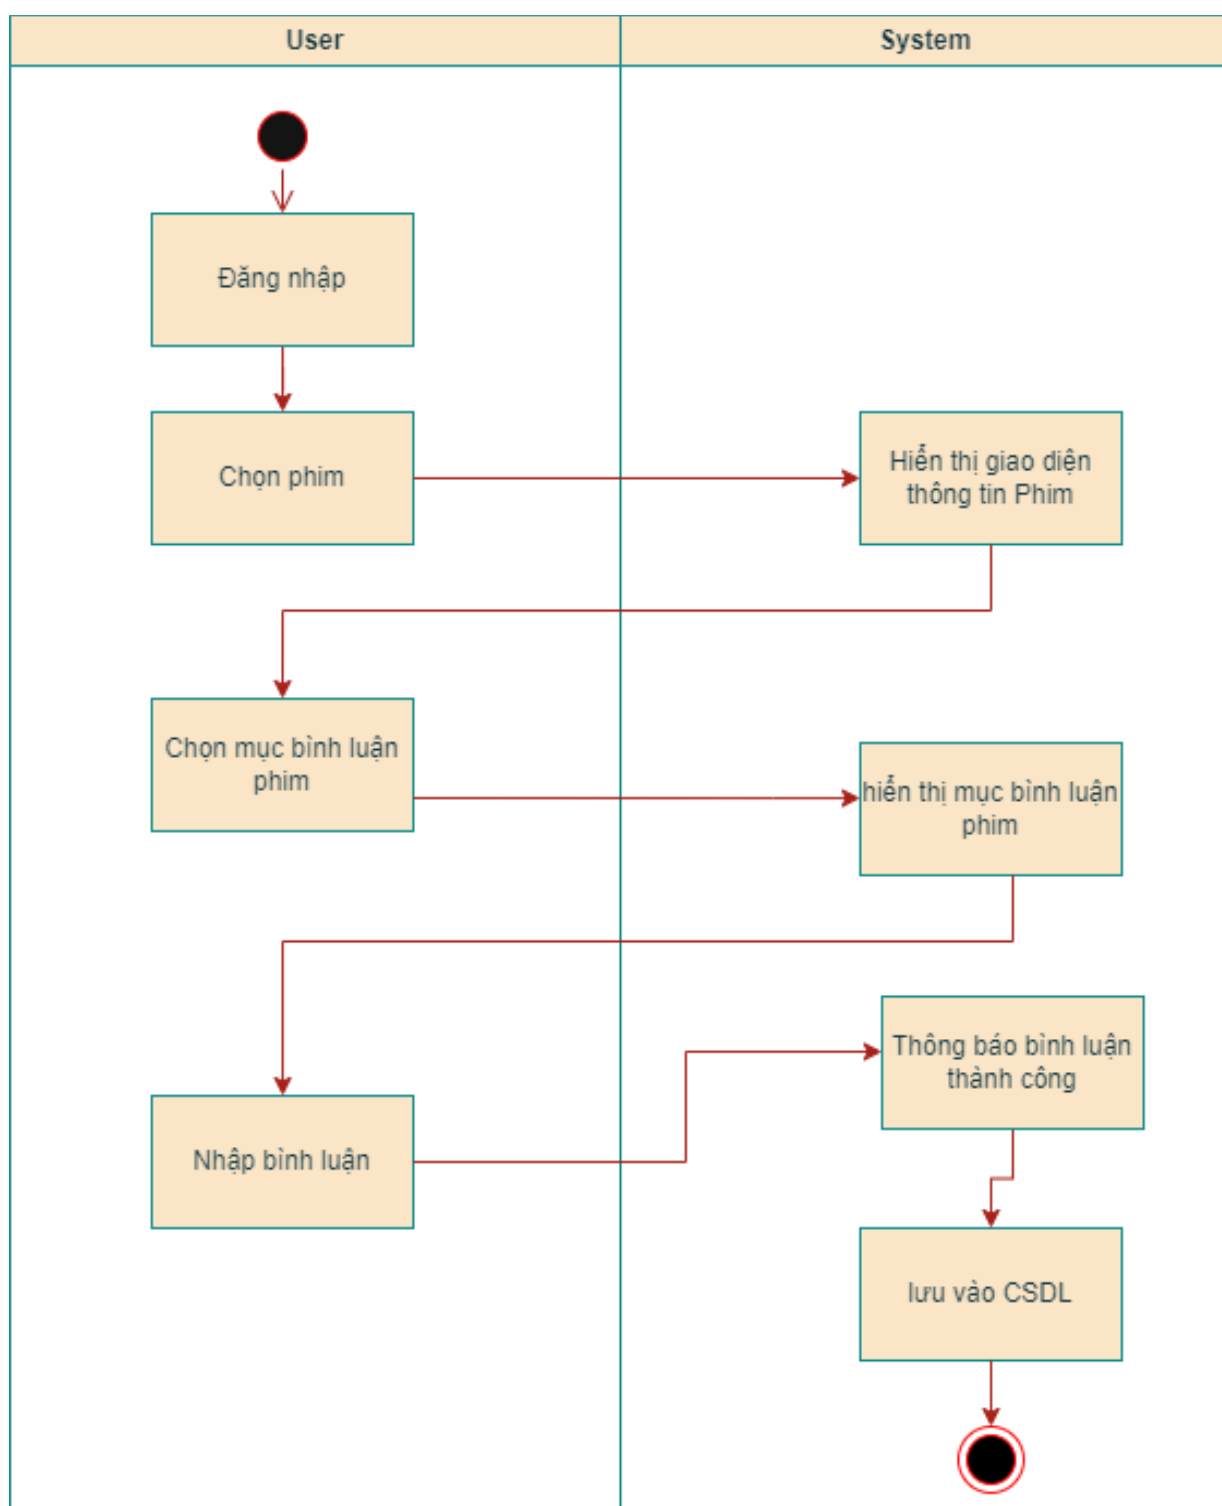 User
System
Đăng nhập
Chọn phim
Hiển thị giao diện
thông tin Phim
Chọn mục bình luận
phim
hiển thị mục bình luận
phim
Thông báo bình luận
thành công
Nhập bình luận
lưu vào CSDL